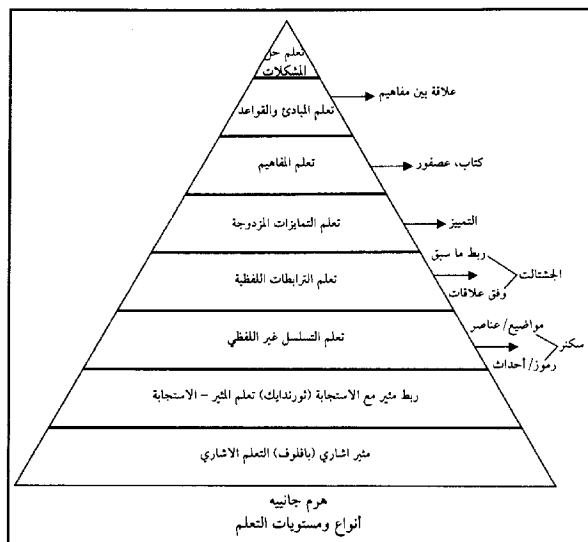 تعلم حل
المشكلات
علاقة بين مفاهيم
تعلم المبادئ والقواعد
كتاب، عصفور
تعلم المفاهيم
التمييز
تعلم التمايزات المزدوجة
ربط ما سبق
الجشتالت
وفق علاقات
تعلم الترابطات اللفظية
مواضيع/ عناصر
سكنر
رموز/ أحداث
تعلم التسلسل غير اللفظي
ربط مثير مع الاستجابة (ثورندايك) تعلم المثير – الاستجابة
مثير اشاري (بافلوف) التعلم الاشاري
هرم جانييه
أنواع ومستويات التعلم